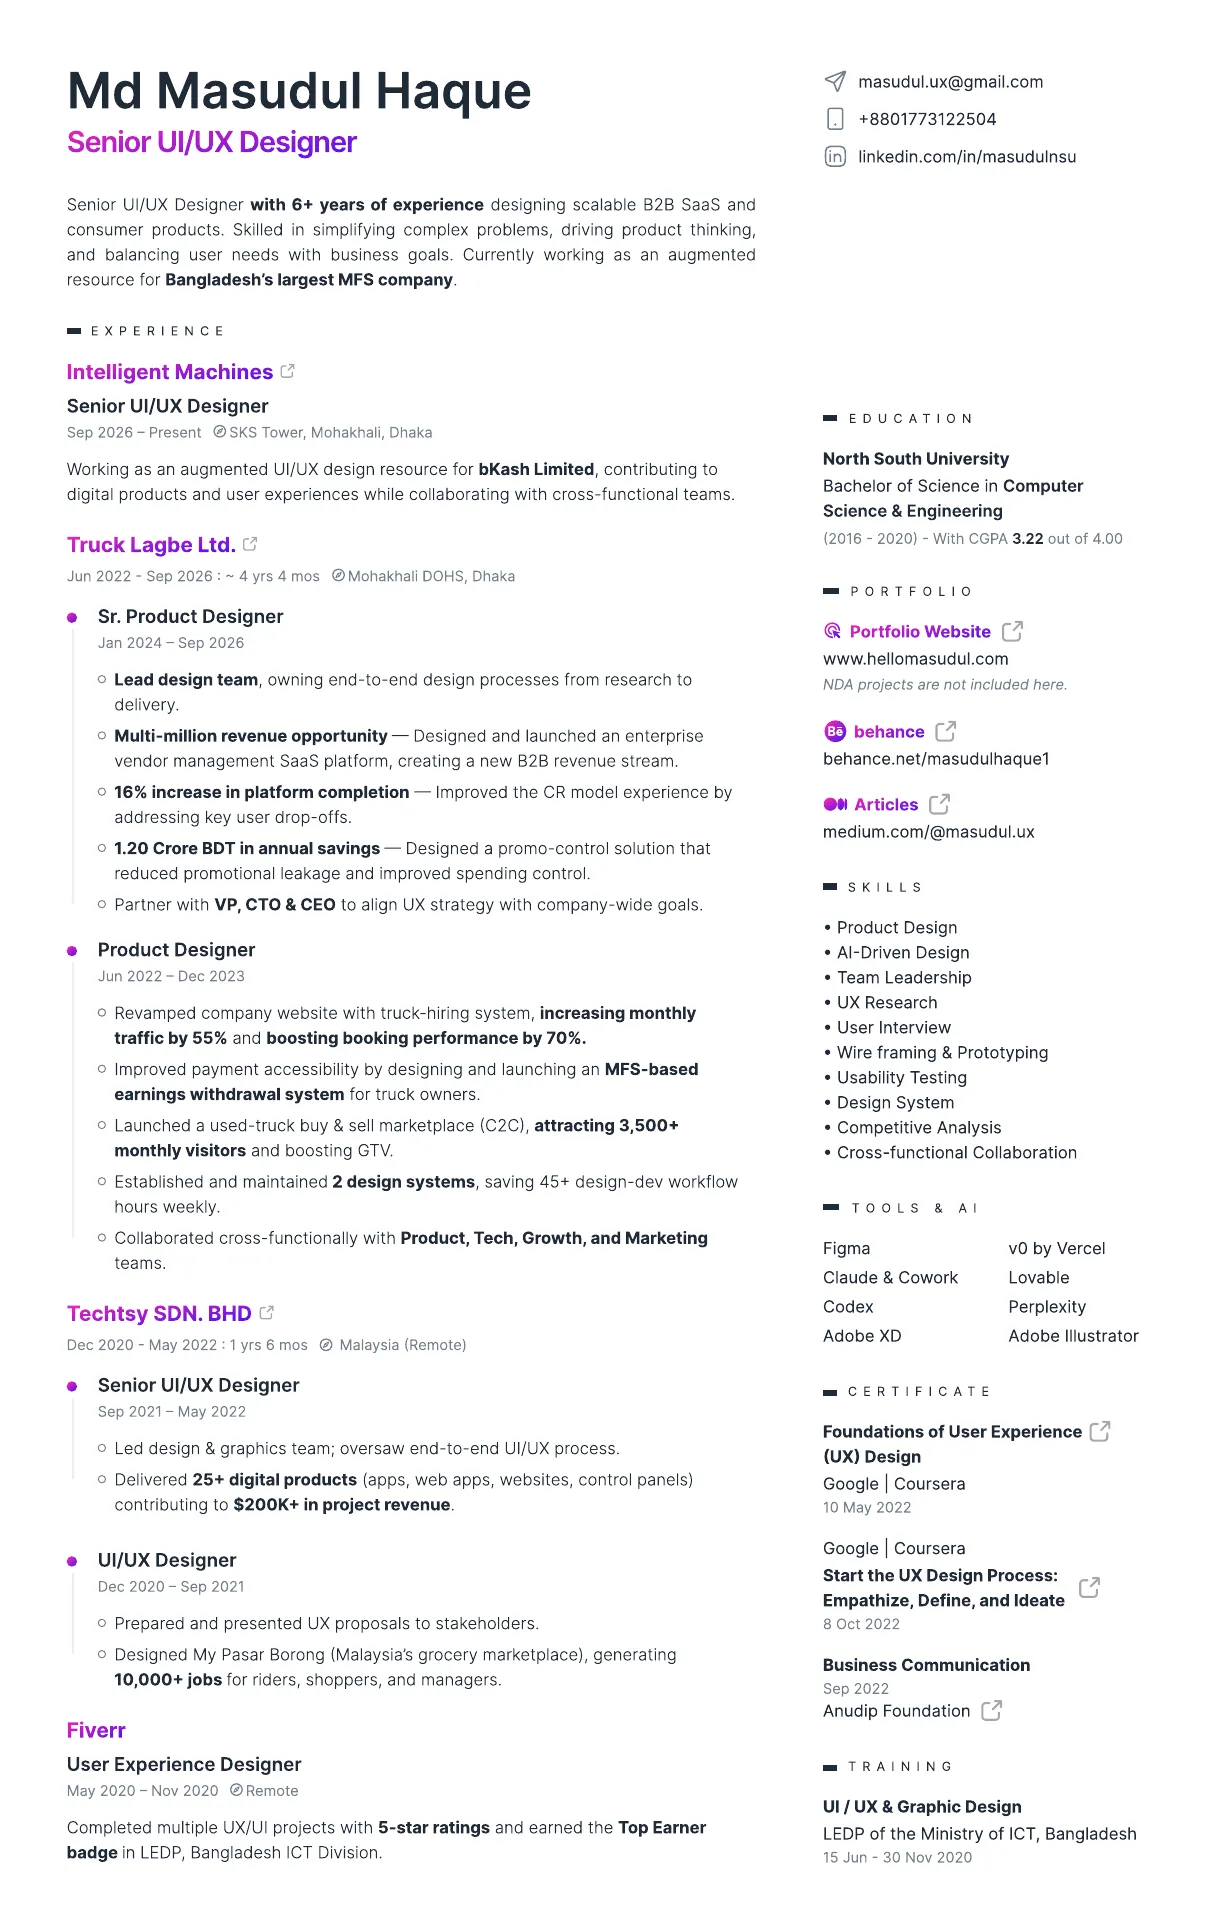 Md Masudul Haque
Senior UI/UX Designer
Senior UI/UX Designer with 6+ years of experience designing scalable B2B SaaS and
consumer products. Skilled in simplifying complex problems, driving product thinking,
and balancing user needs with business goals. Currently working as an augmented
resource for Bangladesh’s largest MFS company.
EXPERIENCE
Intelligent Machines
Senior UI/UX Designer
Sep 2026 – Present SKS Tower, Mohakhali, Dhaka
Working as an augmented UI/UX design resource for bKash Limited, contributing to
digital products and user experiences while collaborating with cross-functional teams.
Truck Lagbe Ltd.
Jun 2022 - Sep 2026 : ~ 4 yrs 4 mos Mohakhali DOHS, Dhaka
Sr. Product Designer
Jan 2024 – Sep 2026
Lead design team, owning end-to-end design processes from research to
delivery.
Multi-million revenue opportunity — Designed and launched an enterprise
vendor management SaaS platform, creating a new B2B revenue stream.
16% increase in platform completion — Improved the CR model experience by
addressing key user drop-offs.
1.20 Crore BDT in annual savings — Designed a promo-control solution that
reduced promotional leakage and improved spending control.
Partner with VP, CTO & CEO to align UX strategy with company-wide goals.
Product Designer
Jun 2022 – Dec 2023
Revamped company website with truck-hiring system, increasing monthly
traffic by 55% and boosting booking performance by 70%.
Improved payment accessibility by designing and launching an MFS-based
earnings withdrawal system for truck owners.
Launched a used-truck buy & sell marketplace (C2C), attracting 3,500+
monthly visitors and boosting GTV.
Established and maintained 2 design systems, saving 45+ design-dev workflow
hours weekly.
Collaborated cross-functionally with Product, Tech, Growth, and Marketing
teams.
Techtsy SDN. BHD
Dec 2020 - May 2022 : 1 yrs 6 mos Malaysia (Remote)
Senior UI/UX Designer
Sep 2021 – May 2022
Led design & graphics team; oversaw end-to-end UI/UX process.
Delivered 25+ digital products (apps, web apps, websites, control panels)
contributing to $200K+ in project revenue.
UI/UX Designer
Dec 2020 – Sep 2021
Prepared and presented UX proposals to stakeholders.
Designed My Pasar Borong (Malaysia’s grocery marketplace), generating
10,000+ jobs for riders, shoppers, and managers.
Fiverr
User Experience Designer
May 2020 – Nov 2020 Remote
Completed multiple UX/UI projects with 5-star ratings and earned the Top Earner
badge in LEDP, Bangladesh ICT Division.
masudul.ux@gmail.com
+8801773122504
in linkedin.com/in/masudulnsu
EDUCATION
North South University
Bachelor of Science in Computer
Science & Engineering
(2016 - 2020) - With CGPA 3.22 out of 4.00
PORTFOLIO
Portfolio Website
www.hellomasudul.com
NDA projects are not included here.
Bē behance
behance.net/masudulhaque1
Articles
medium.com/@masudul.ux
SKILLS
• Product Design
• AI-Driven Design
• Team Leadership
• UX Research
• User Interview
• Wire framing & Prototyping
• Usability Testing
• Design System
• Competitive Analysis
• Cross-functional Collaboration
TOOLS & AI
Figma v0 by Vercel
Claude & Cowork Lovable
Codex Perplexity
Adobe XD Adobe Illustrator
CERTIFICATE
Foundations of User Experience
(UX) Design
Google | Coursera
10 May 2022
Google | Coursera
Start the UX Design Process:
Empathize, Define, and Ideate
8 Oct 2022
Business Communication
Sep 2022
Anudip Foundation
TRAINING
UI / UX & Graphic Design
LEDP of the Ministry of ICT, Bangladesh
15 Jun - 30 Nov 2020